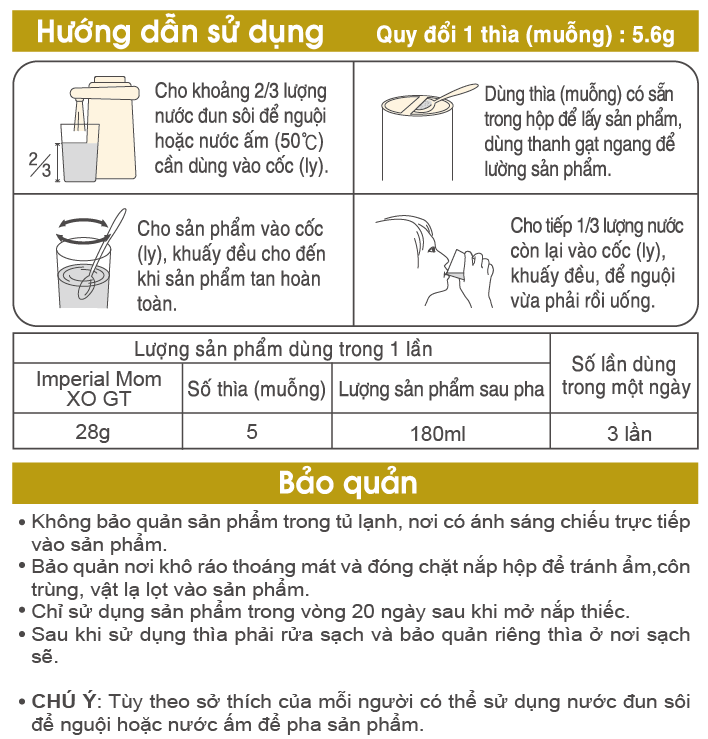 Hướng dẫn sử dụng
Quy đổi 1 thìa (muỗng) : 5.6g
Cho khoảng 2/3 lượng
nước đun sôi để nguội
hoặc nước ấm (50℃)
cần dùng vào cốc (ly).
2/3
Dùng thìa (muỗng) có sẵn
trong hộp để lấy sản phẩm,
dùng thanh gạt ngang để
lường sản phẩm.
Cho sản phẩm vào cốc
(ly), khuấy đều cho đến
khi sản phẩm tan hoàn
toàn.
Cho tiếp 1/3 lượng nước
còn lại vào cốc (ly),
khuấy đều, để nguội
vừa phải rồi uống.
Lượng sản phẩm dùng trong 1 lần
Số lần dùng
trong một ngày
Imperial Mom
XO GT
Số thìa (muỗng)
Lượng sản phẩm sau pha
28g
5
180ml
3 lần
Bảo quản
• Không bảo quản sản phẩm trong tủ lạnh, nơi có ánh sáng chiếu trực tiếp
vào sản phẩm.
• Bảo quản nơi khô ráo thoáng mát và đóng chặt nắp hộp để tránh ẩm,côn
trùng, vật lạ lọt vào sản phẩm.
• Chỉ sử dụng sản phẩm trong vòng 20 ngày sau khi mở nắp thiếc.
• Sau khi sử dụng thìa phải rửa sạch và bảo quản riêng thìa ở nơi sạch
sẽ.
• CHÚ Ý: Tùy theo sở thích của mỗi người có thể sử dụng nước đun sôi
để nguội hoặc nước ấm để pha sản phẩm.